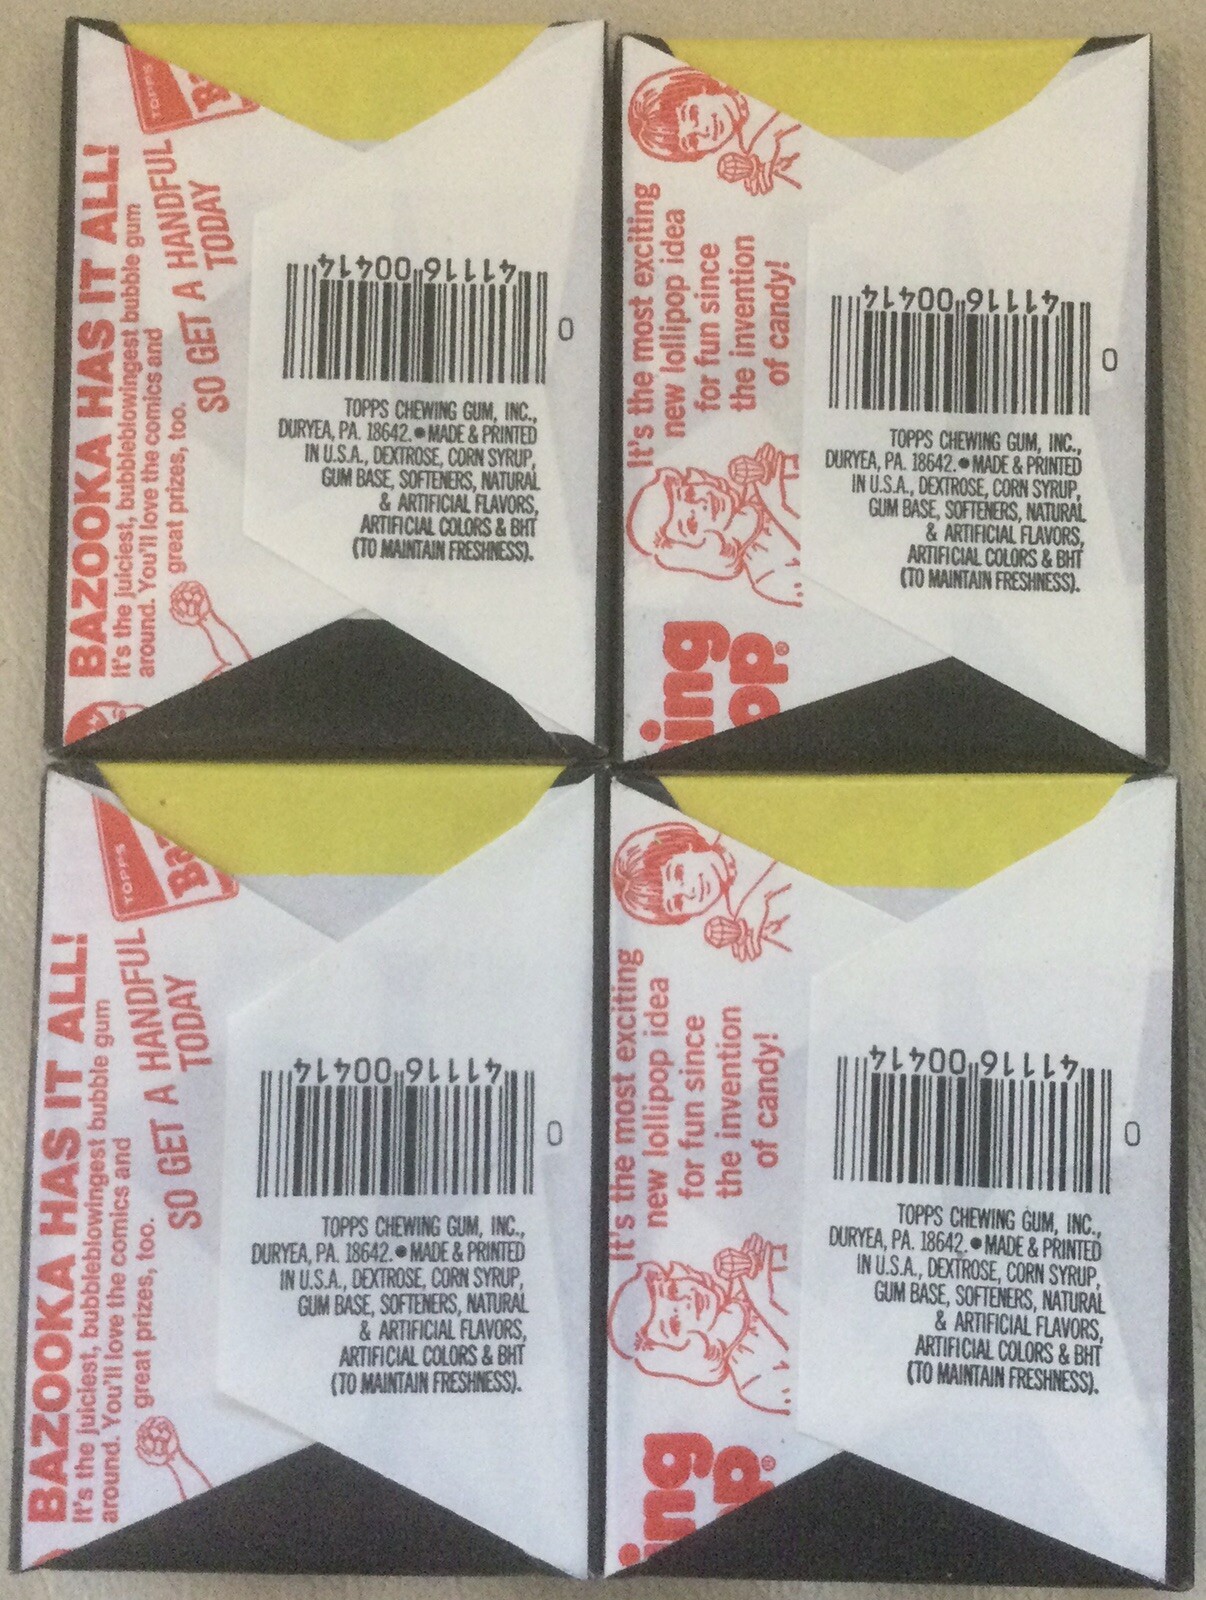 TOPPS
Ba
BAZOOKA HAS IT ALL!
It's the juiciest, bubbleblowingest bubble gum
around. You'll love the comics and
great prizes, too.
SO GET A HANDFUL
TODAY
41116 00414
0
TOPPS CHEWING GUM, INC.,
DURYEA, PA. 18642.●MADE & PRINTED
IN U.S.A., DEXTROSE, CORN SYRUP,
GUM BASE, SOFTENERS, NATURAL
& ARTIFICIAL FLAVORS,
ARTIFICIAL COLORS & BHT
(TO MAINTAIN FRESHNESS).
It's the most exciting
new lollipop idea
for fun since
the invention
of candy!
ing
op®
41116 00414
0
TOPPS CHEWING GUM, INC.,
DURYEA, PA. 18642.●MADE & PRINTED
IN U.S.A., DEXTROSE, CORN SYRUP,
GUM BASE, SOFTENERS, NATURAL
& ARTIFICIAL FLAVORS,
ARTIFICIAL COLORS & BHT
(TO MAINTAIN FRESHNESS).
TOPPS
Ba
BAZOOKA HAS IT ALL!
It's the juiciest, bubbleblowingest bubble gum
around. You'll love the comics and
great prizes, too.
SO GET A HANDFUL
TODAY
41116 00414
0
TOPPS CHEWING GUM, INC.,
DURYEA, PA. 18642.●MADE & PRINTED
IN U.S.A., DEXTROSE, CORN SYRUP,
GUM BASE, SOFTENERS, NATURAL
& ARTIFICIAL FLAVORS,
ARTIFICIAL COLORS & BHT
(TO MAINTAIN FRESHNESS).
It's the most exciting
new lollipop idea
for fun since
the invention
of candy!
ing
op®
41116 00414
0
TOPPS CHEWING GUM, INC.,
DURYEA, PA. 18642.●MADE & PRINTED
IN U.S.A., DEXTROSE, CORN SYRUP,
GUM BASE, SOFTENERS, NATURAL
& ARTIFICIAL FLAVORS,
ARTIFICIAL COLORS & BHT
(TO MAINTAIN FRESHNESS).